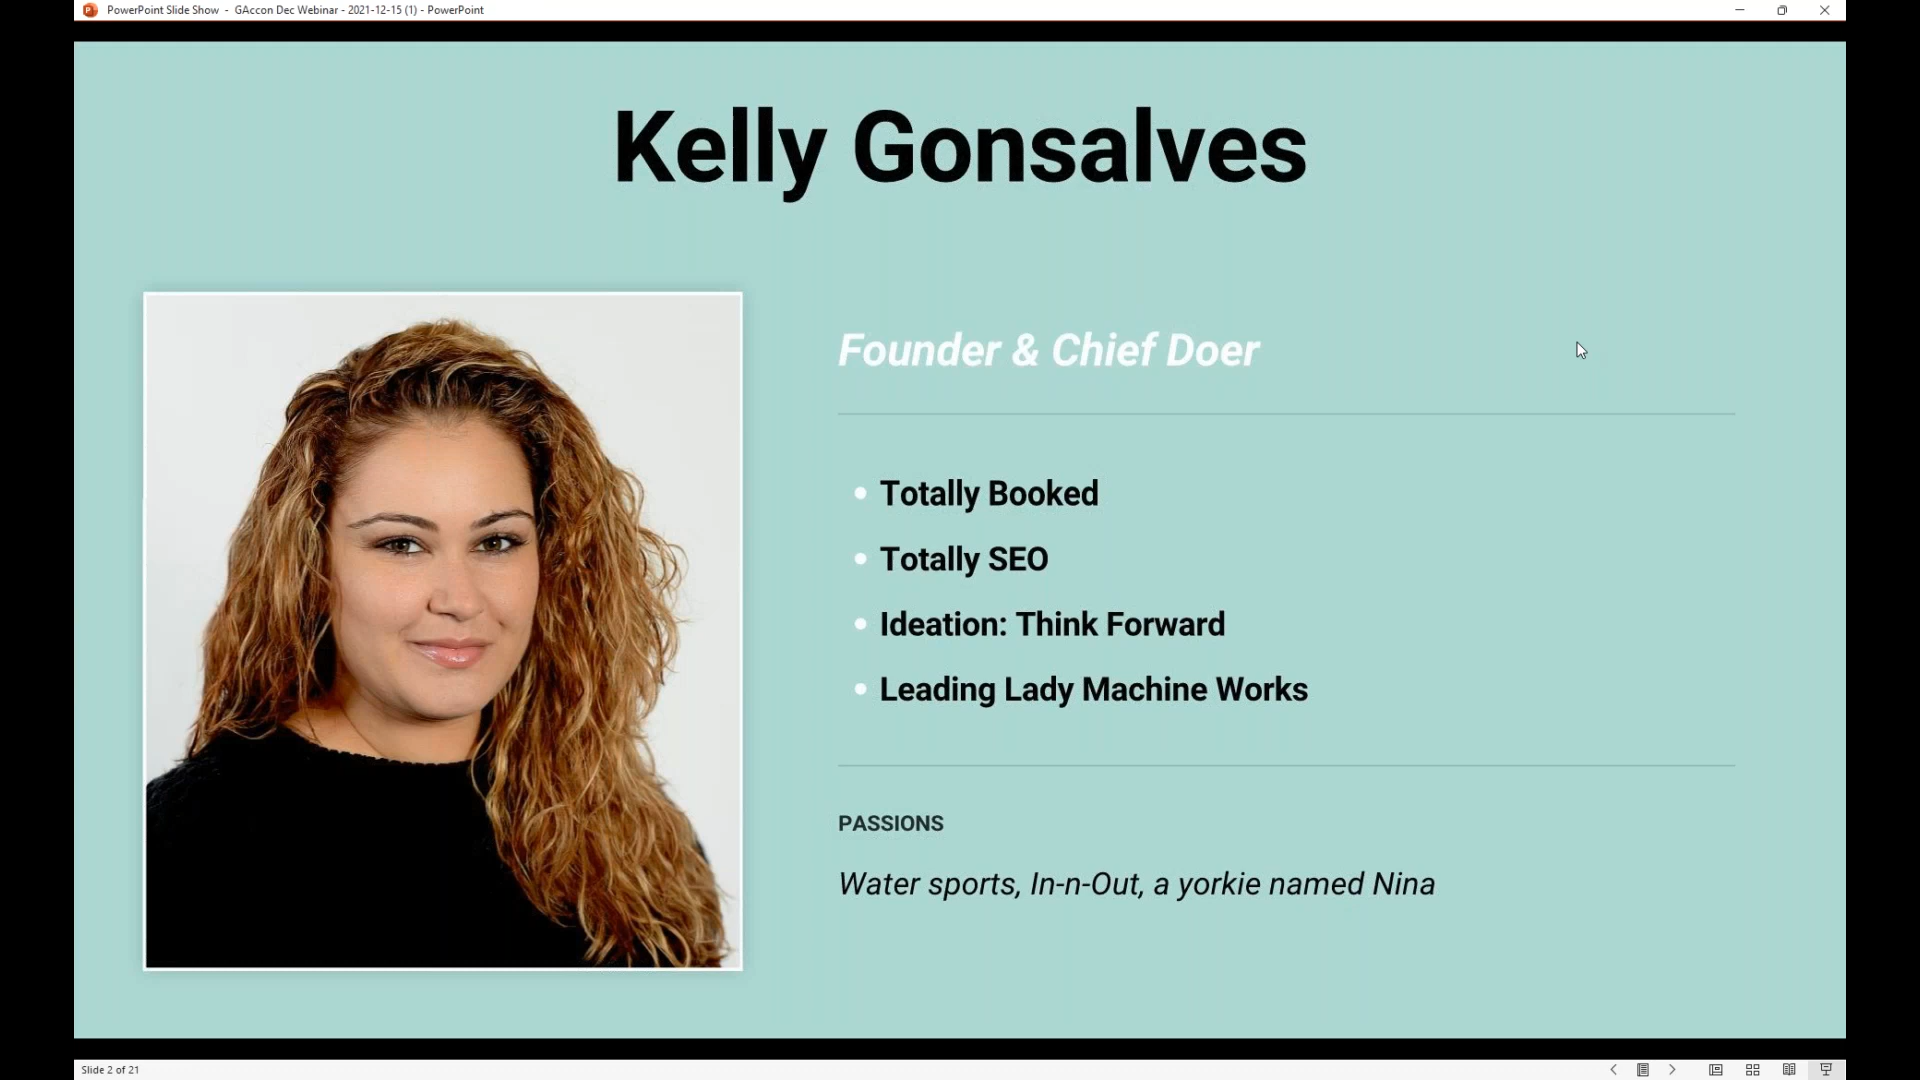 PowerPoint Slide Show - GAccon Dec Webinar - 2021-12-15 (1) - PowerPoint
Kelly Gonsalves
Founder & Chief Doer
• Totally Booked
• Totally SEO
• Ideation: Think Forward
• Leading Lady Machine Works
PASSIONS
Water sports, In-n-Out, a yorkie named Nina
Slide 2 of 21